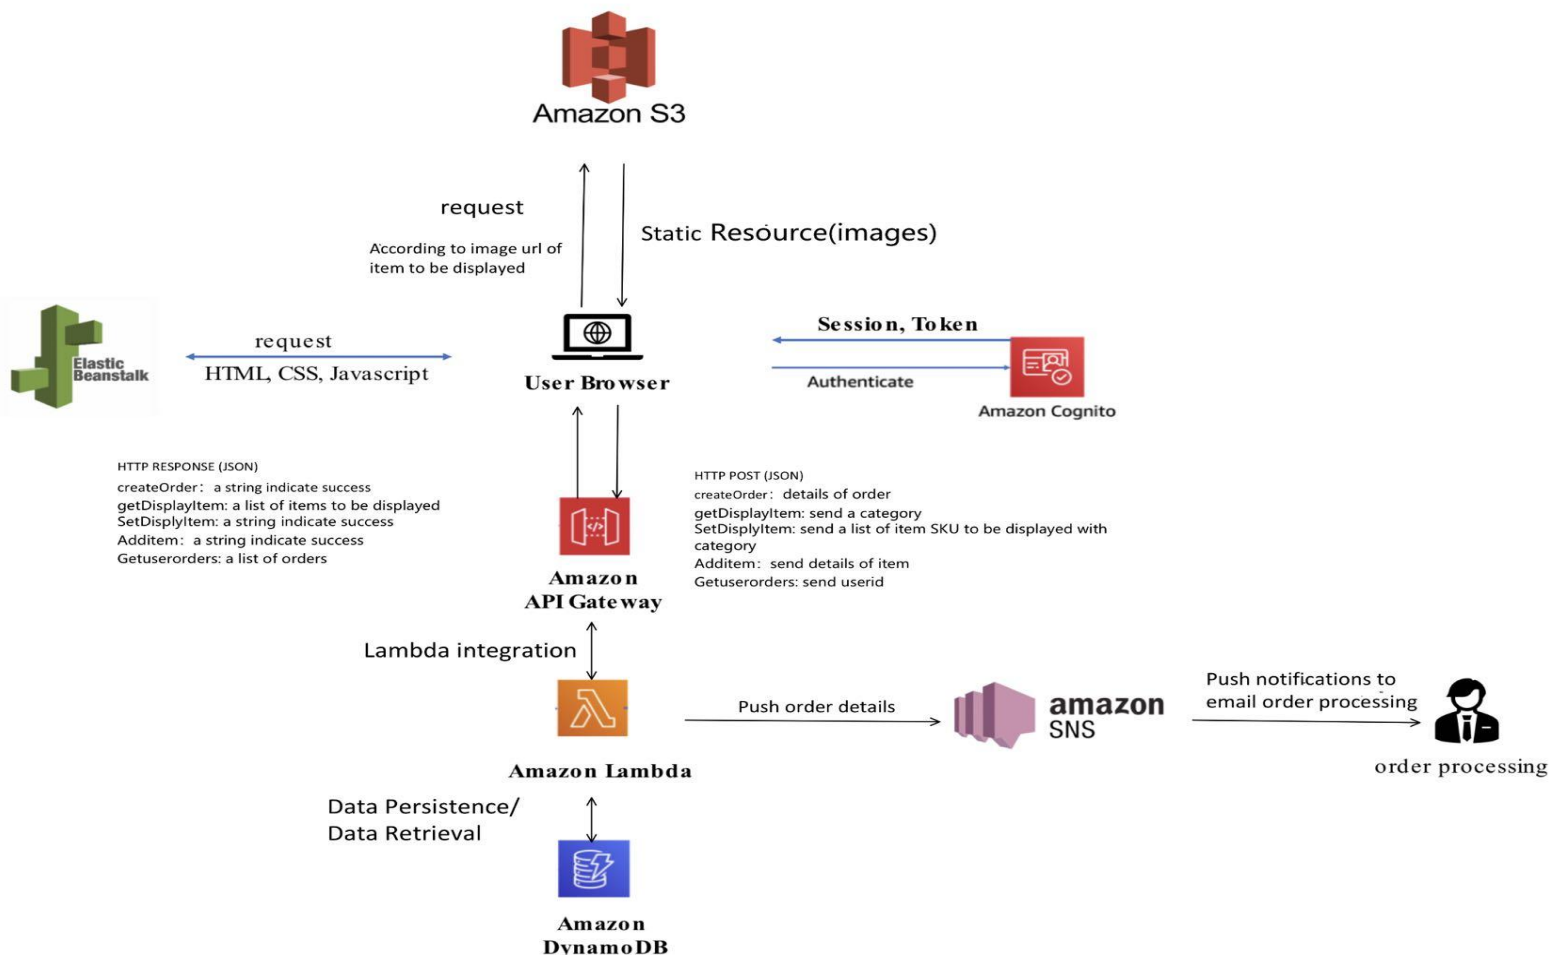 Amazon S3
request
According to image url of
item to be displayed
Static Resource(images)
Elastic
Beanstalk
request
HTML, CSS, Javascript
User Browser
Session, Token
Authenticate
Amazon Cognito
HTTP RESPONSE (JSON)
createOrder: a string indicate success
getDisplayItem: a list of items to be displayed
SetDisplyItem: a string indicate success
Additem: a string indicate success
Getuserorders: a list of orders
HTTP POST (JSON)
createOrder: details of order
getDisplayItem: send a category
SetDisplyItem: send a list of item SKU to be displayed with
category
Additem: send details of item
Getuserorders: send userid
Amazon
API Gateway
Lambda integration
Amazon Lambda
Push order details
amazon
SNS
Push notifications to
email order processing
order processing
Data Persistence/
Data Retrieval
Amazon
DynamoDB